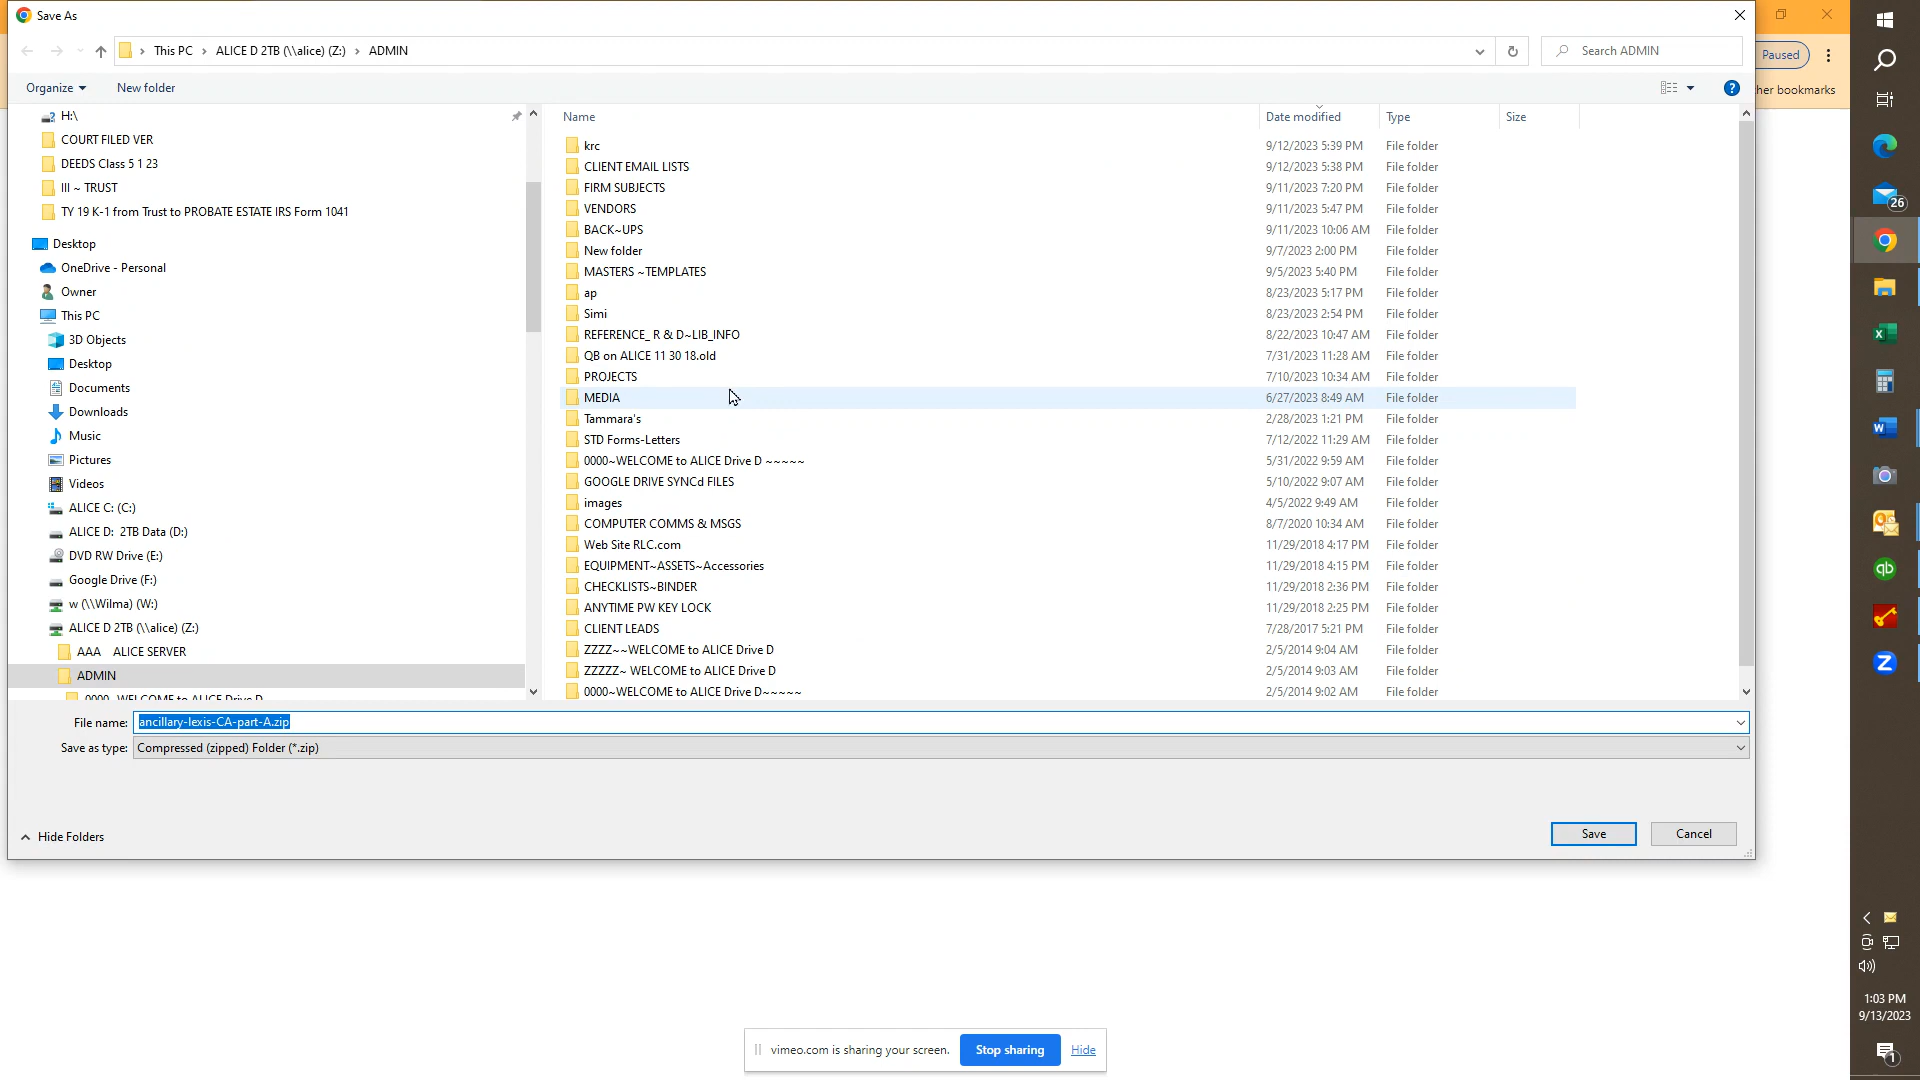 Save As
This PC > ALICE D 2TB (\\alice) (Z:) > ADMIN
Search ADMIN
Paused
Organize
New folder
her bookmarks
H:\
COURT FILED VER
DEEDS Class 5 1 23
III ~ TRUST
TY 19 K-1 from Trust to PROBATE ESTATE IRS Form 1041
Desktop
OneDrive - Personal
Owner
This PC
3D Objects
Desktop
Documents
Downloads
Music
Pictures
Videos
ALICE C: (C:)
ALICE D: 2TB Data (D:)
DVD RW Drive (E:)
Google Drive (F:)
w (\\Wilma) (W:)
ALICE D 2TB (\\alice) (Z:)
AAA ALICE SERVER
ADMIN
0000~WELCOME to ALICE Drive D
Name Date modified Type Size
krc 9/12/2023 5:39 PM File folder
CLIENT EMAIL LISTS 9/12/2023 5:38 PM File folder
FIRM SUBJECTS 9/11/2023 7:20 PM File folder
VENDORS 9/11/2023 5:47 PM File folder
BACK~UPS 9/11/2023 10:06 AM File folder
New folder 9/7/2023 2:00 PM File folder
MASTERS ~TEMPLATES 9/5/2023 5:40 PM File folder
ap 8/23/2023 5:17 PM File folder
Simi 8/23/2023 2:54 PM File folder
REFERENCE_ R & D~LIB_INFO 8/22/2023 10:47 AM File folder
QB on ALICE 11 30 18.old 7/31/2023 11:28 AM File folder
PROJECTS 7/10/2023 10:34 AM File folder
MEDIA 6/27/2023 8:49 AM File folder
Tammara's 2/28/2023 1:21 PM File folder
STD Forms-Letters 7/12/2022 11:29 AM File folder
0000~WELCOME to ALICE Drive D ~~~~~ 5/31/2022 9:59 AM File folder
GOOGLE DRIVE SYNCd FILES 5/10/2022 9:07 AM File folder
images 4/5/2022 9:49 AM File folder
COMPUTER COMMS & MSGS 8/7/2020 10:34 AM File folder
Web Site RLC.com 11/29/2018 4:17 PM File folder
EQUIPMENT~ASSETS~Accessories 11/29/2018 4:15 PM File folder
CHECKLISTS~BINDER 11/29/2018 2:36 PM File folder
ANYTIME PW KEY LOCK 11/29/2018 2:25 PM File folder
CLIENT LEADS 7/28/2017 5:21 PM File folder
ZZZZ~~WELCOME to ALICE Drive D 2/5/2014 9:04 AM File folder
ZZZZZ~ WELCOME to ALICE Drive D 2/5/2014 9:03 AM File folder
0000~WELCOME to ALICE Drive D~~~~~ 2/5/2014 9:02 AM File folder
File name: ancillary-lexis-CA-part-A.zip
Save as type: Compressed (zipped) Folder (*.zip)
Hide Folders
Save
Cancel
vimeo.com is sharing your screen.
Stop sharing
Hide
26
1:03 PM
9/13/2023
1